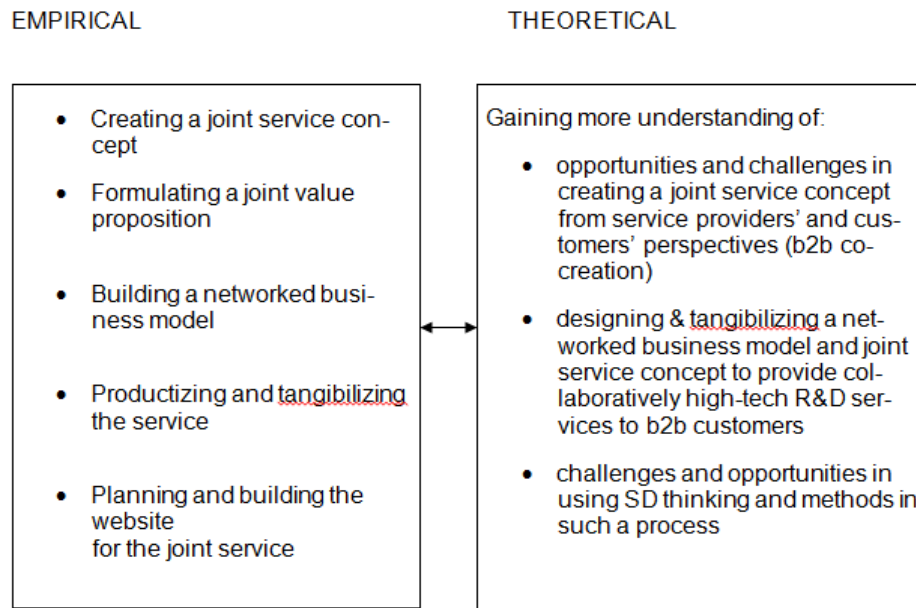 EMPIRICAL
THEORETICAL
• Creating a joint service con-
cept
• Formulating a joint value
proposition
• Building a networked busi-
ness model
• Productizing and tangibilizing
the service
• Planning and building the
website
for the joint service
Gaining more understanding of:
• opportunities and challenges in
creating a joint service concept
from service providers’ and cus-
tomers’ perspectives (b2b co-
creation)
• designing & tangibilizing a net-
worked business model and joint
service concept to provide col-
laboratively high-tech R&D ser-
vices to b2b customers
• challenges and opportunities in
using SD thinking and methods in
such a process